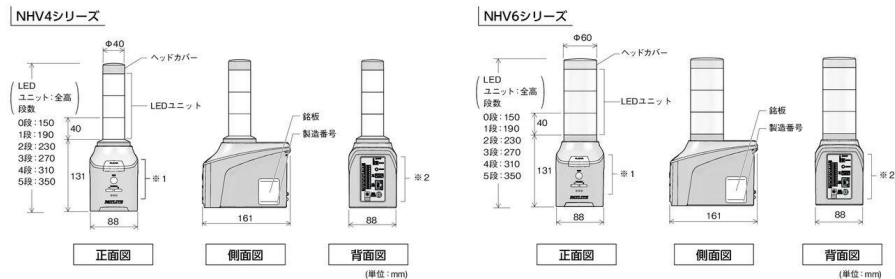 NHV4シリーズ
Φ40
ヘッドカバー
LED
ユニット:全高
段数
LEDユニット
0段:150
1段:190
2段:230
3段:270
4段:310
5段:350
40
131
※1
88
銘板
製造番号
161
※2
88
正面図
側面図
背面図
(単位:mm)
NHV6シリーズ
Φ60
ヘッドカバー
LED
ユニット:全高
段数
LEDユニット
0段:150
1段:190
2段:230
3段:270
4段:310
5段:350
40
131
※1
88
銘板
製造番号
161
※2
88
正面図
側面図
背面図
(単位:mm)